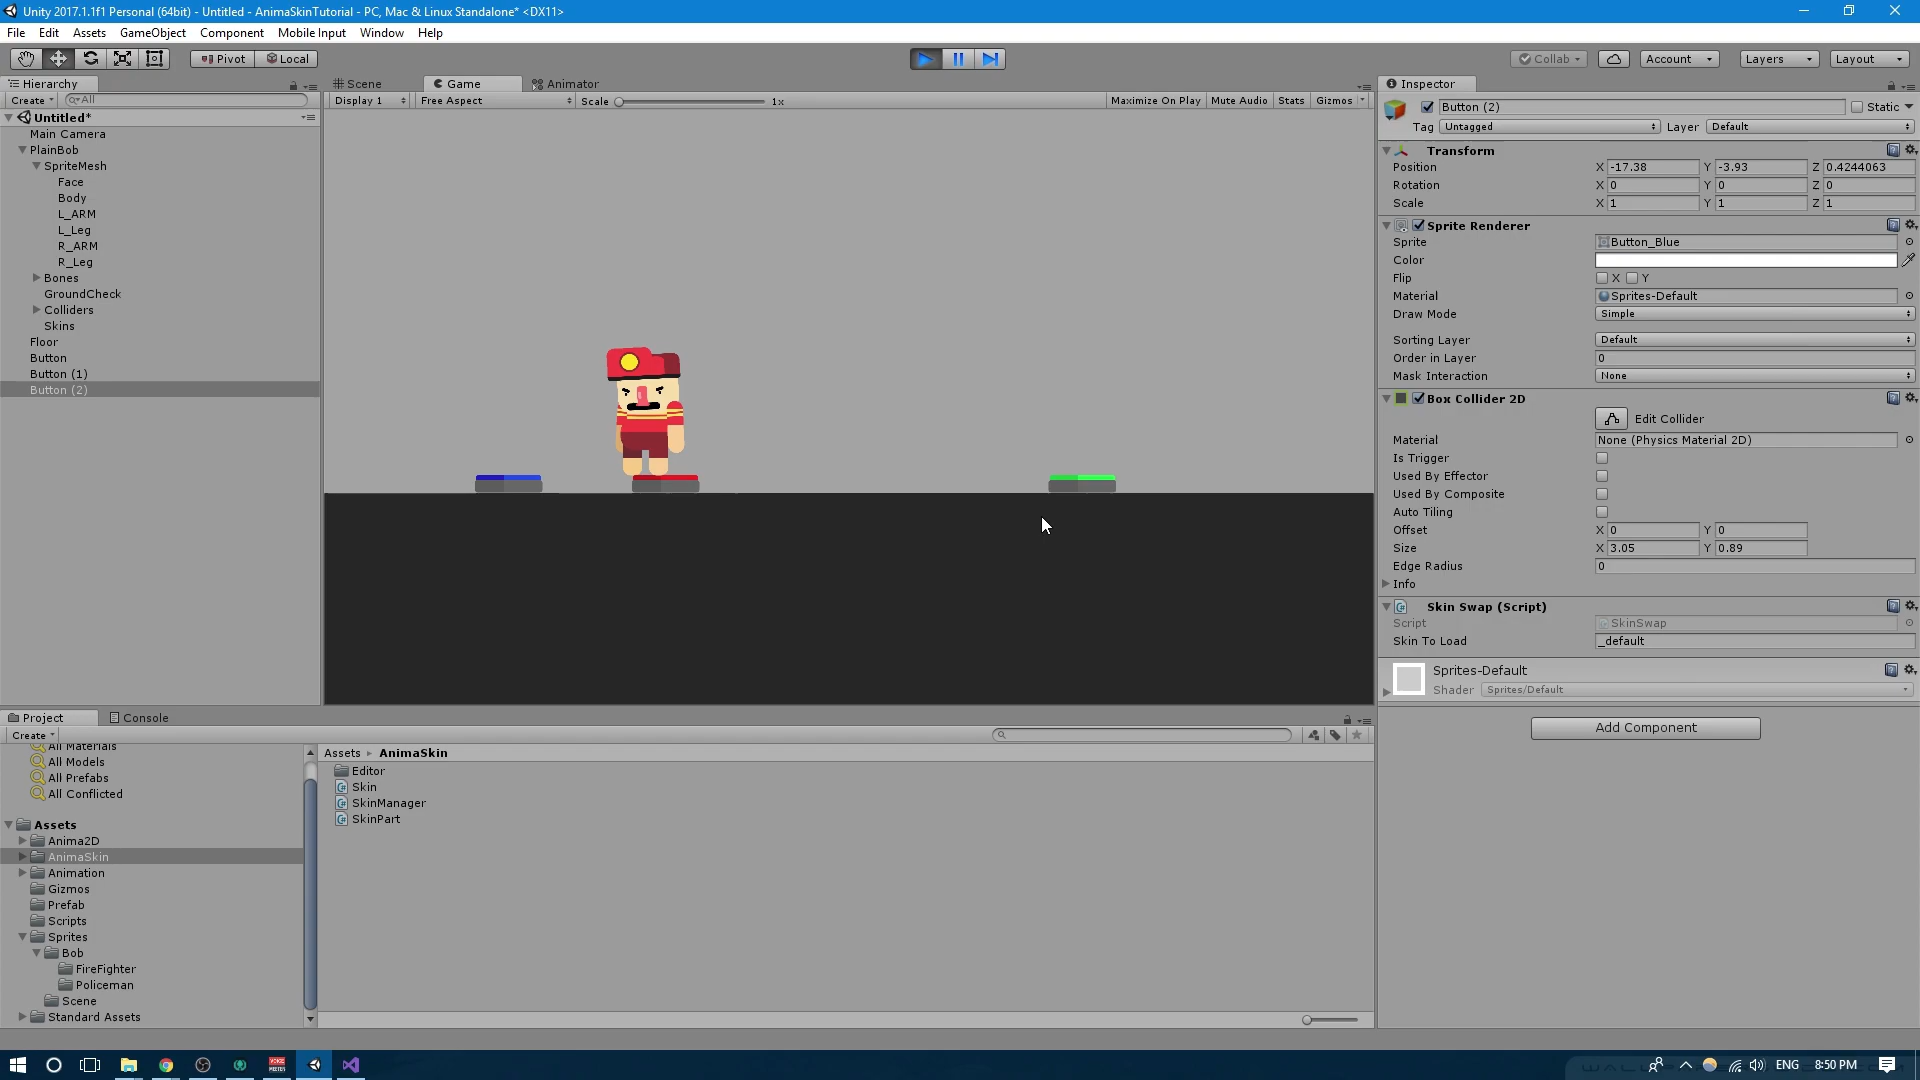 Unity 2017.1.1f1 Personal (64bit) - Untitled - AnimaSkinTutorial - PC, Mac & Linux Standalone* <DX11>
File Edit Assets GameObject Component Mobile Input Window Help
Pivot Local Collab Account Layers Layout
Hierarchy
Create All
Untitled*
Main Camera
PlainBob
SpriteMesh
Face
Body
L_ARM
L_Leg
R_ARM
R_Leg
Bones
GroundCheck
Colliders
Skins
Floor
Button
Button (1)
Button (2)
Scene Game Animator
Display 1 Free Aspect Scale 1x Maximize On Play Mute Audio Stats Gizmos
Inspector
Button (2) Static
Tag Untagged Layer Default
Transform
Position X -17.38 Y -3.93 Z 0.4244063
Rotation X 0 Y 0 Z 0
Scale X 1 Y 1 Z 1
Sprite Renderer
Sprite Button_Blue
Color
Flip X Y
Material Sprites-Default
Draw Mode Simple
Sorting Layer Default
Order in Layer 0
Mask Interaction None
Box Collider 2D
Edit Collider
Material None (Physics Material 2D)
Is Trigger
Used By Effector
Used By Composite
Auto Tiling
Offset X 0 Y 0
Size X 3.05 Y 0.89
Edge Radius 0
Info
Skin Swap (Script)
Script SkinSwap
Skin To Load _default
Sprites-Default
Shader Sprites/Default
Add Component
Project Console
Create
All Materials
All Models
All Prefabs
All Conflicted
Assets
Anima2D
AnimaSkin
Animation
Gizmos
Prefab
Scripts
Sprites
Bob
FireFighter
Policeman
Scene
Standard Assets
Assets AnimaSkin
Editor
Skin
SkinManager
SkinPart
ENG 8:50 PM